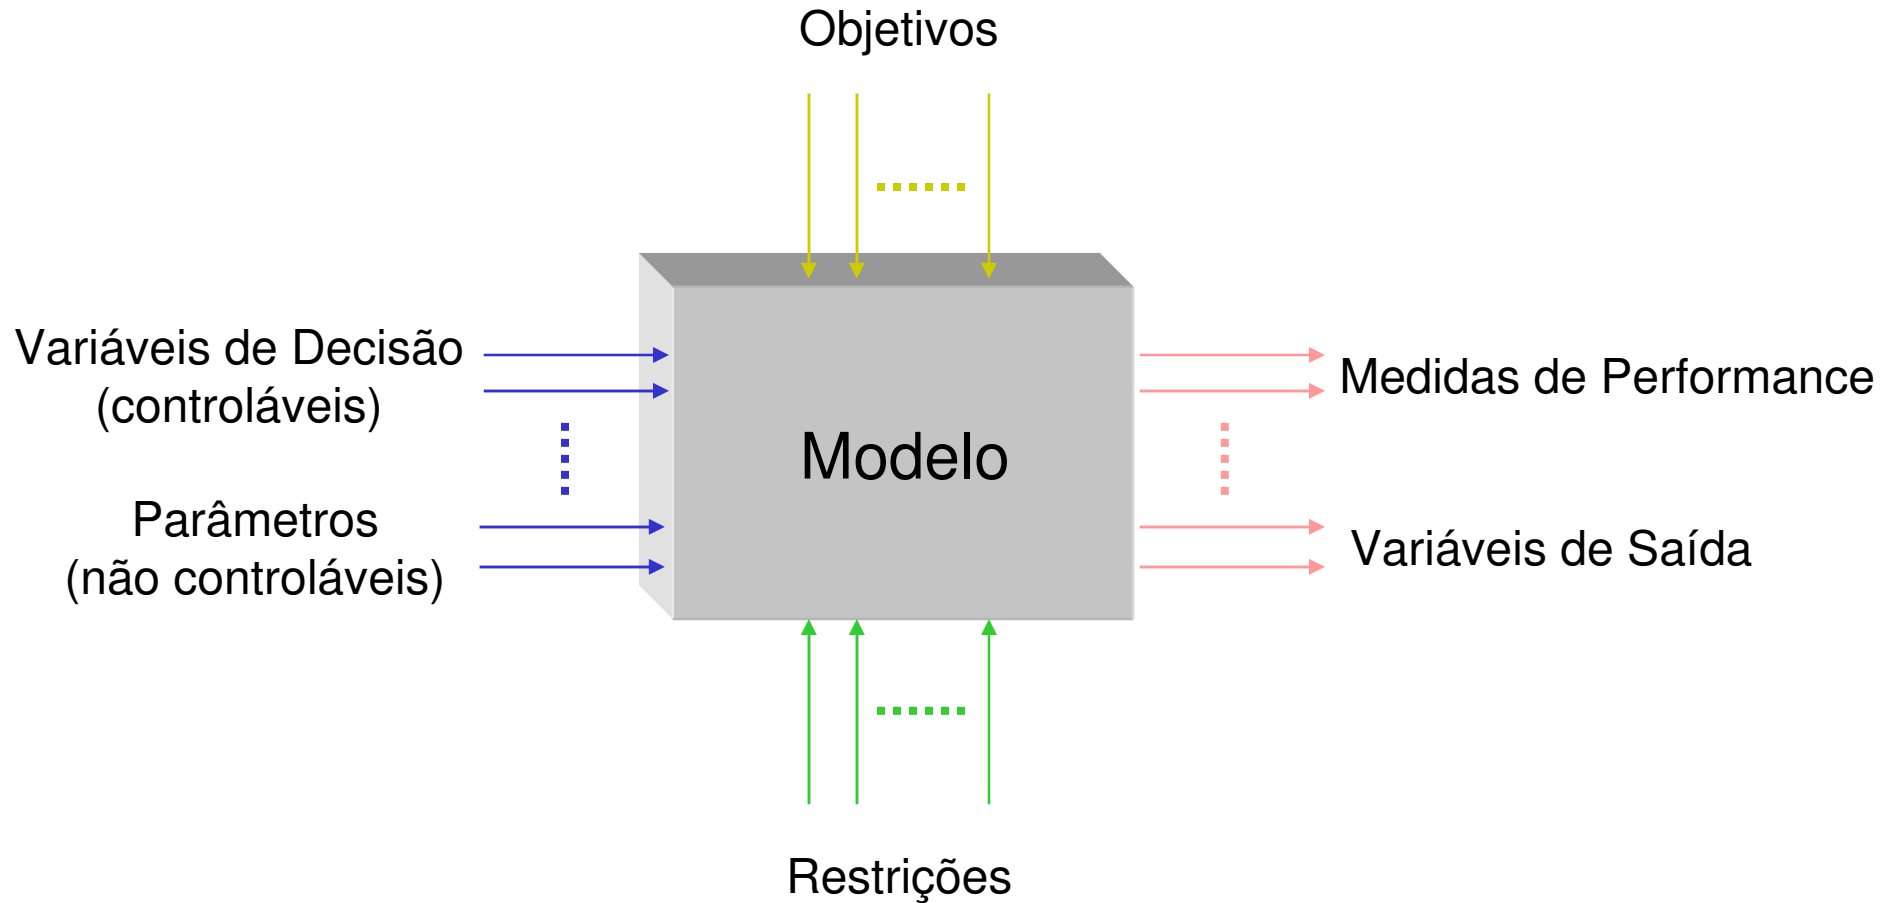 Objetivos
Variáveis de Decisão
(controláveis)
Medidas de Performance
Modelo
Parâmetros
(não controláveis)
Variáveis de Saída
Restrições